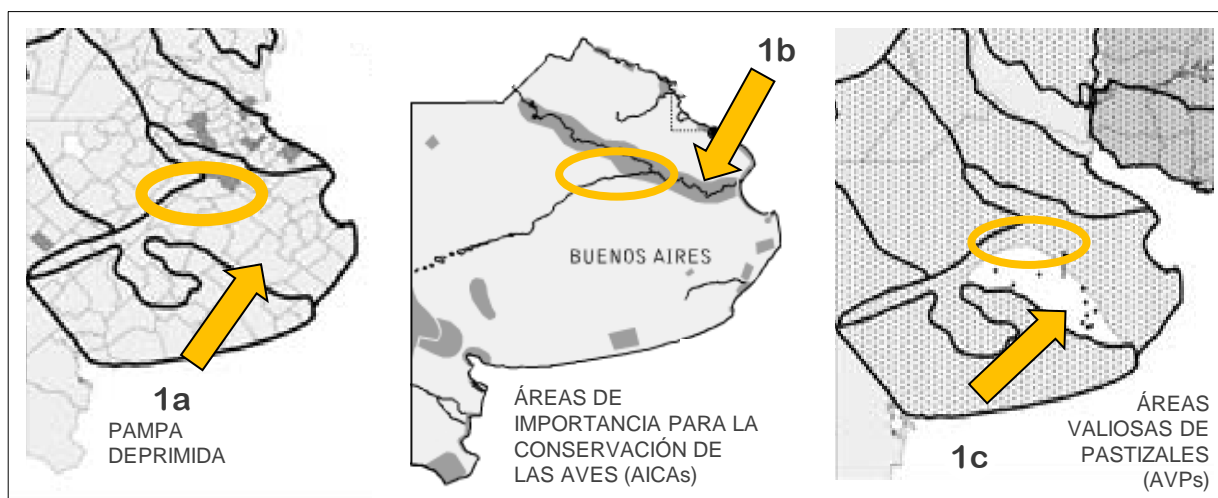 1a
PAMPA
DEPRIMIDA
1b
BUENOS AIRES
ÁREAS DE
IMPORTANCIA PARA LA
CONSERVACIÓN DE
LAS AVES (AICAs)
1c
ÁREAS
VALIOSAS DE
PASTIZALES
(AVPs)